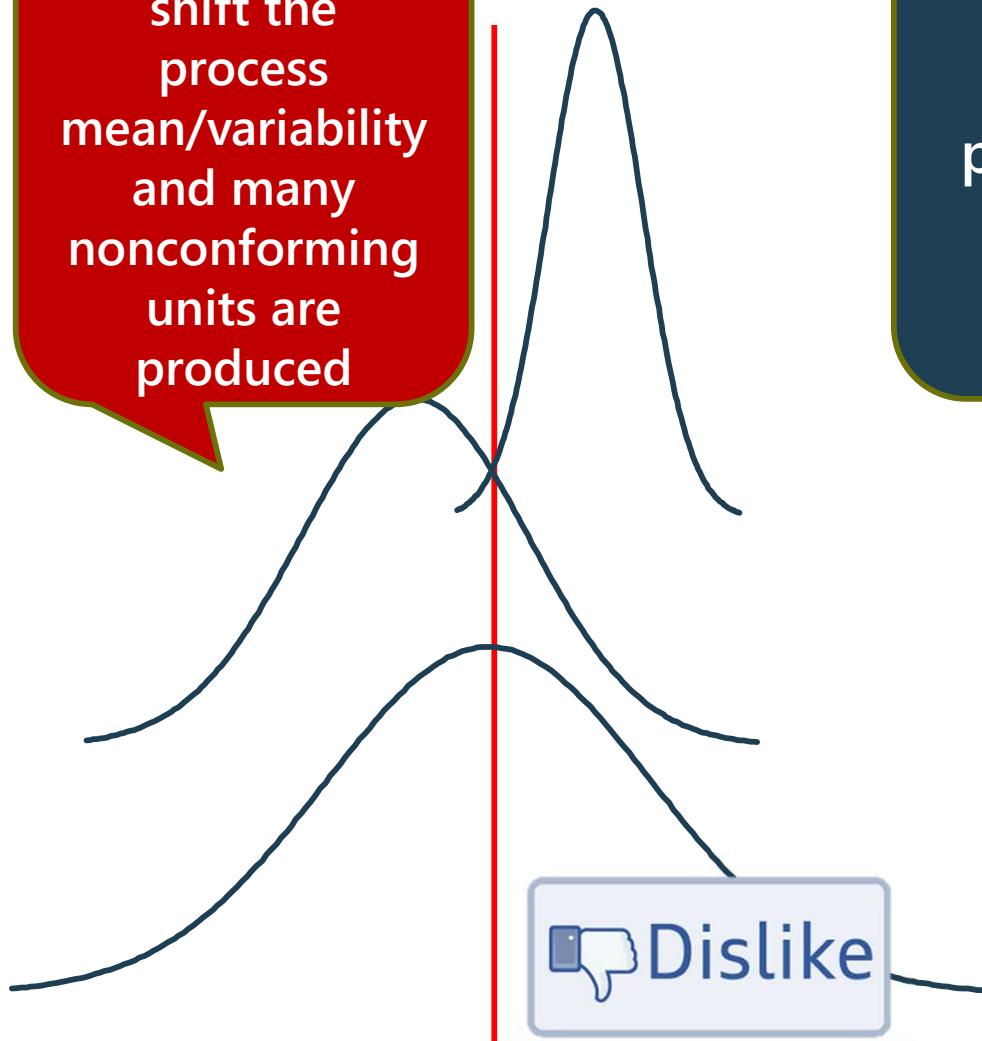 shift the
process
mean/variability
and many
nonconforming
units are
produced
p
Dislike